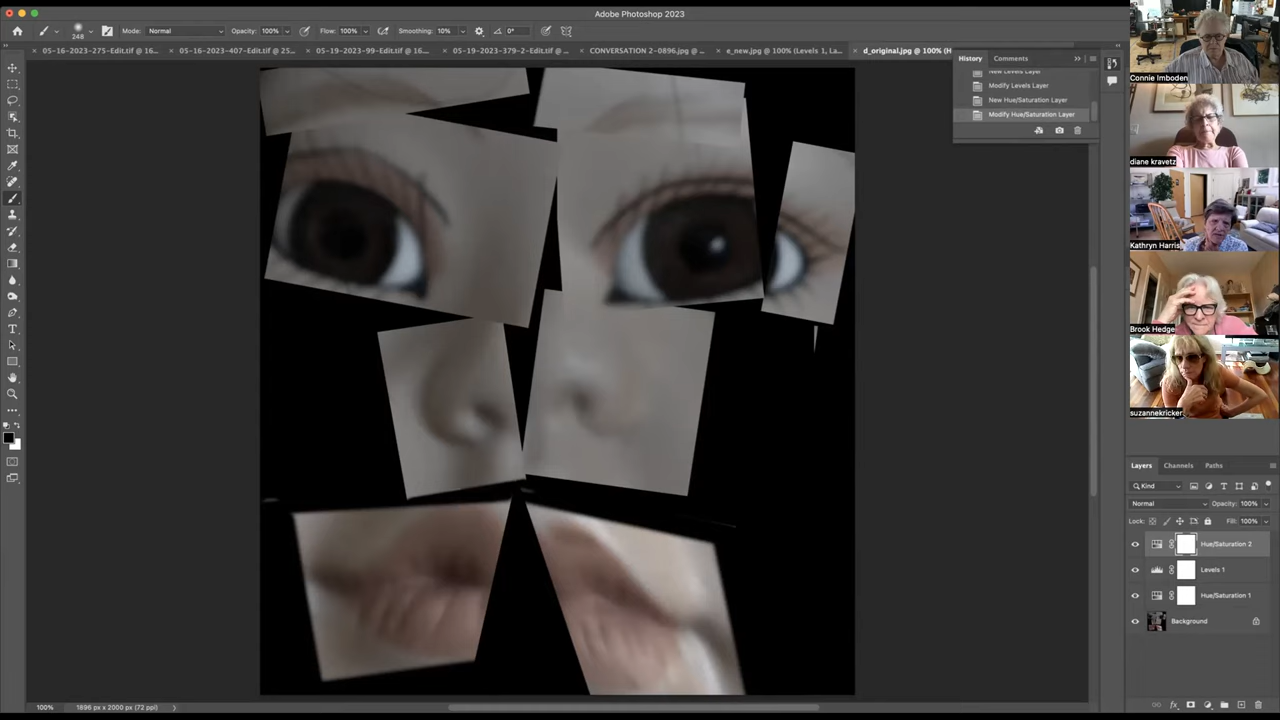 Adobe Photoshop 2023
248 Mode: Normal Opacity: 100% Flow: 100% Smoothing: 10% 0°
05-16-2023-275-Edit.tif @ 16... 05-16-2023-407-Edit.tif @ 25... 05-19-2023-99-Edit.tif @ 16.... 05-19-2023-379-2-Edit.tif @ ... CONVERSATION 2-0896.jpg @ ... e_new.jpg @ 100% (Levels 1, La... d_original.jpg @ 100% (H
History Comments
New Levels Layer
Modify Levels Layer
New Hue/Saturation Layer
Modify Hue/Saturation Layer
Connie Imboden
diane kravetz
Kathryn Harris
Brook Hedge
suzannekricker
Layers Channels Paths
Kind
Normal Opacity: 100%
Lock: Fill: 100%
Hue/Saturation 2
Levels 1
Hue/Saturation 1
Background
100% 1896 px x 2000 px (72 ppi)